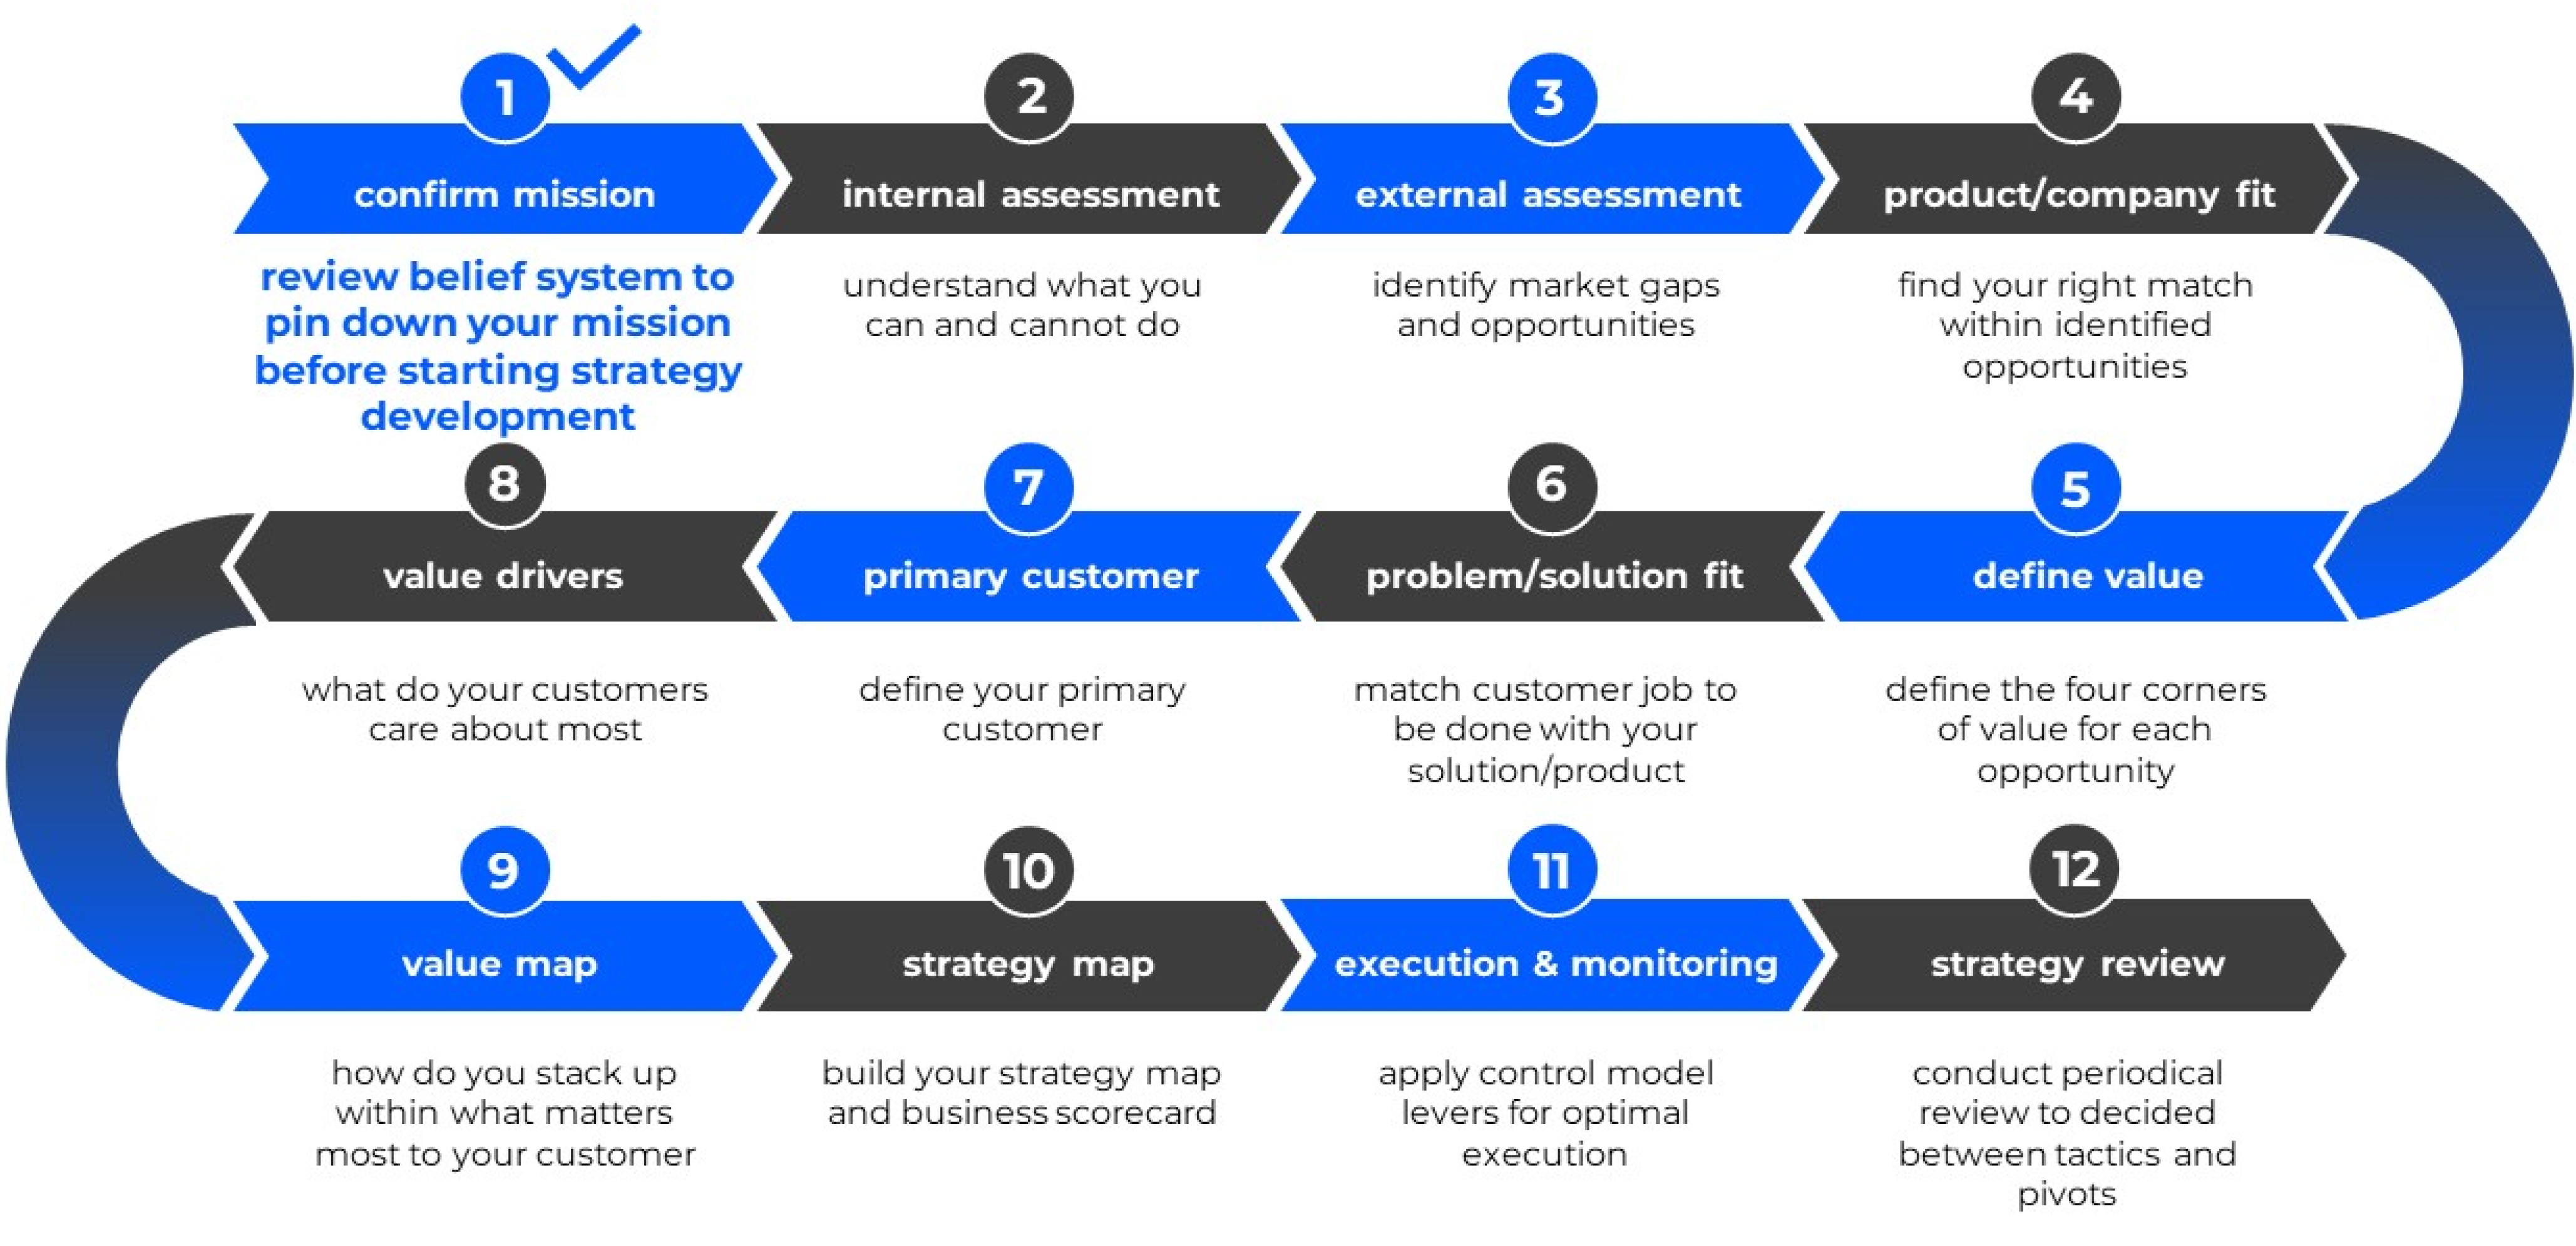 1
confirm mission
review belief system to
pin down your mission
before starting strategy
development
2
internal assessment
understand what you
can and cannot do
3
external assessment
identify market gaps
and opportunities
4
product/company fit
find your right match
within identified
opportunities
5
define value
define the four corners
of value for each
opportunity
6
problem/solution fit
match customer job to
be done with your
solution/product
7
primary customer
define your primary
customer
8
value drivers
what do your customers
care about most
9
value map
how do you stack up
within what matters
most to your customer
10
strategy map
build your strategy map
and business scorecard
11
execution & monitoring
apply control model
levers for optimal
execution
12
strategy review
conduct periodical
review to decided
between tactics and
pivots